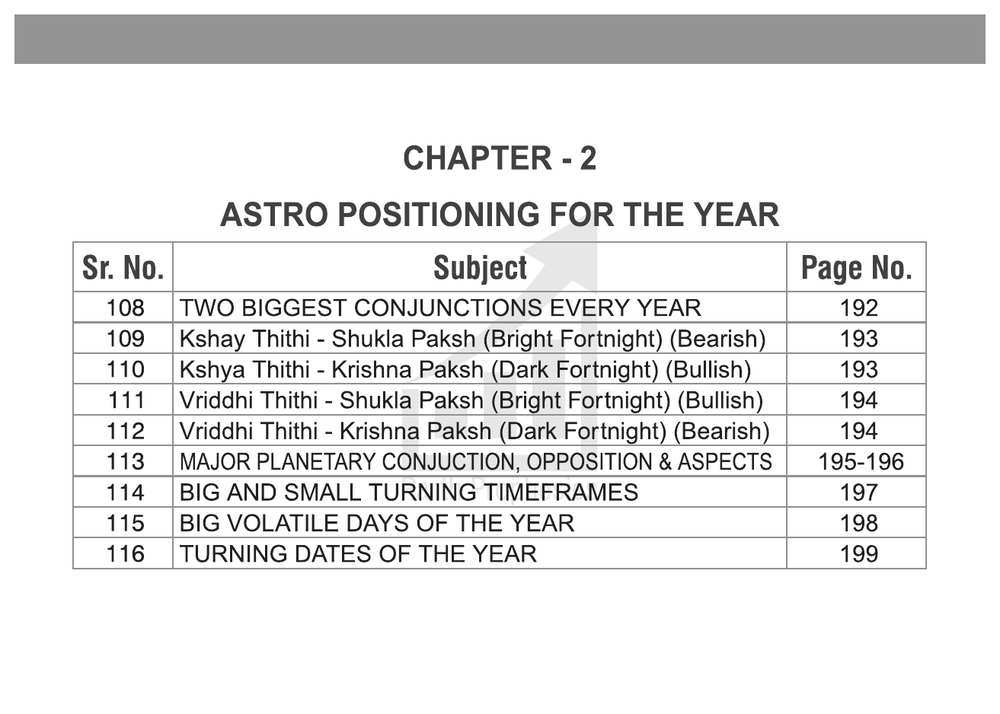 CHAPTER - 2
ASTRO POSITIONING FOR THE YEAR
Sr. No. Subject Page No.
108 TWO BIGGEST CONJUNCTIONS EVERY YEAR 192
109 Kshay Thithi - Shukla Paksh (Bright Fortnight) (Bearish) 193
110 Kshya Thithi - Krishna Paksh (Dark Fortnight) (Bullish) 193
111 Vriddhi Thithi - Shukla Paksh (Bright Fortnight) (Bullish) 194
112 Vriddhi Thithi - Krishna Paksh (Dark Fortnight) (Bearish) 194
113 MAJOR PLANETARY CONJUCTION, OPPOSITION & ASPECTS 195-196
114 BIG AND SMALL TURNING TIMEFRAMES 197
115 BIG VOLATILE DAYS OF THE YEAR 198
116 TURNING DATES OF THE YEAR 199